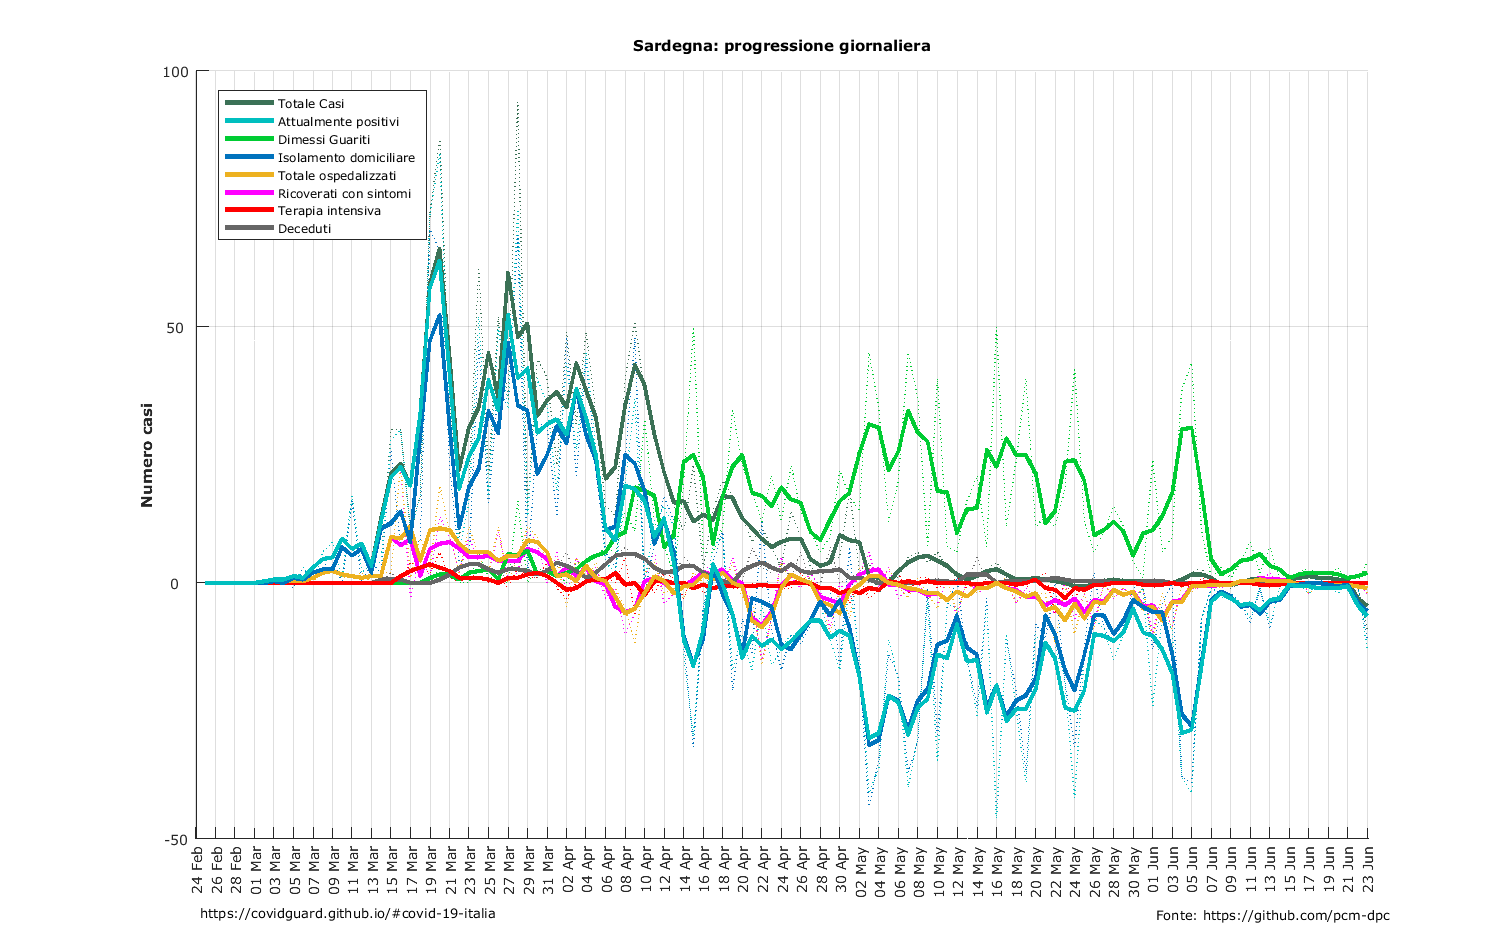 Sardegna: progressione giornaliera
100
50
0
-50
Numero casi
Totale Casi
Attualmente positivi
Dimessi Guariti
Isolamento domiciliare
Totale ospedalizzati
Ricoverati con sintomi
Terapia intensiva
Deceduti
24 Feb
26 Feb
28 Feb
01 Mar
03 Mar
05 Mar
07 Mar
09 Mar
11 Mar
13 Mar
15 Mar
17 Mar
19 Mar
21 Mar
23 Mar
25 Mar
27 Mar
29 Mar
31 Mar
02 Apr
04 Apr
06 Apr
08 Apr
10 Apr
12 Apr
14 Apr
16 Apr
18 Apr
20 Apr
22 Apr
24 Apr
26 Apr
28 Apr
30 Apr
02 May
04 May
06 May
08 May
10 May
12 May
14 May
16 May
18 May
20 May
22 May
24 May
26 May
28 May
30 May
01 Jun
03 Jun
05 Jun
07 Jun
09 Jun
11 Jun
13 Jun
15 Jun
17 Jun
19 Jun
21 Jun
23 Jun
https://covidguard.github.io/#covid-19-italia
Fonte: https://github.com/pcm-dpc